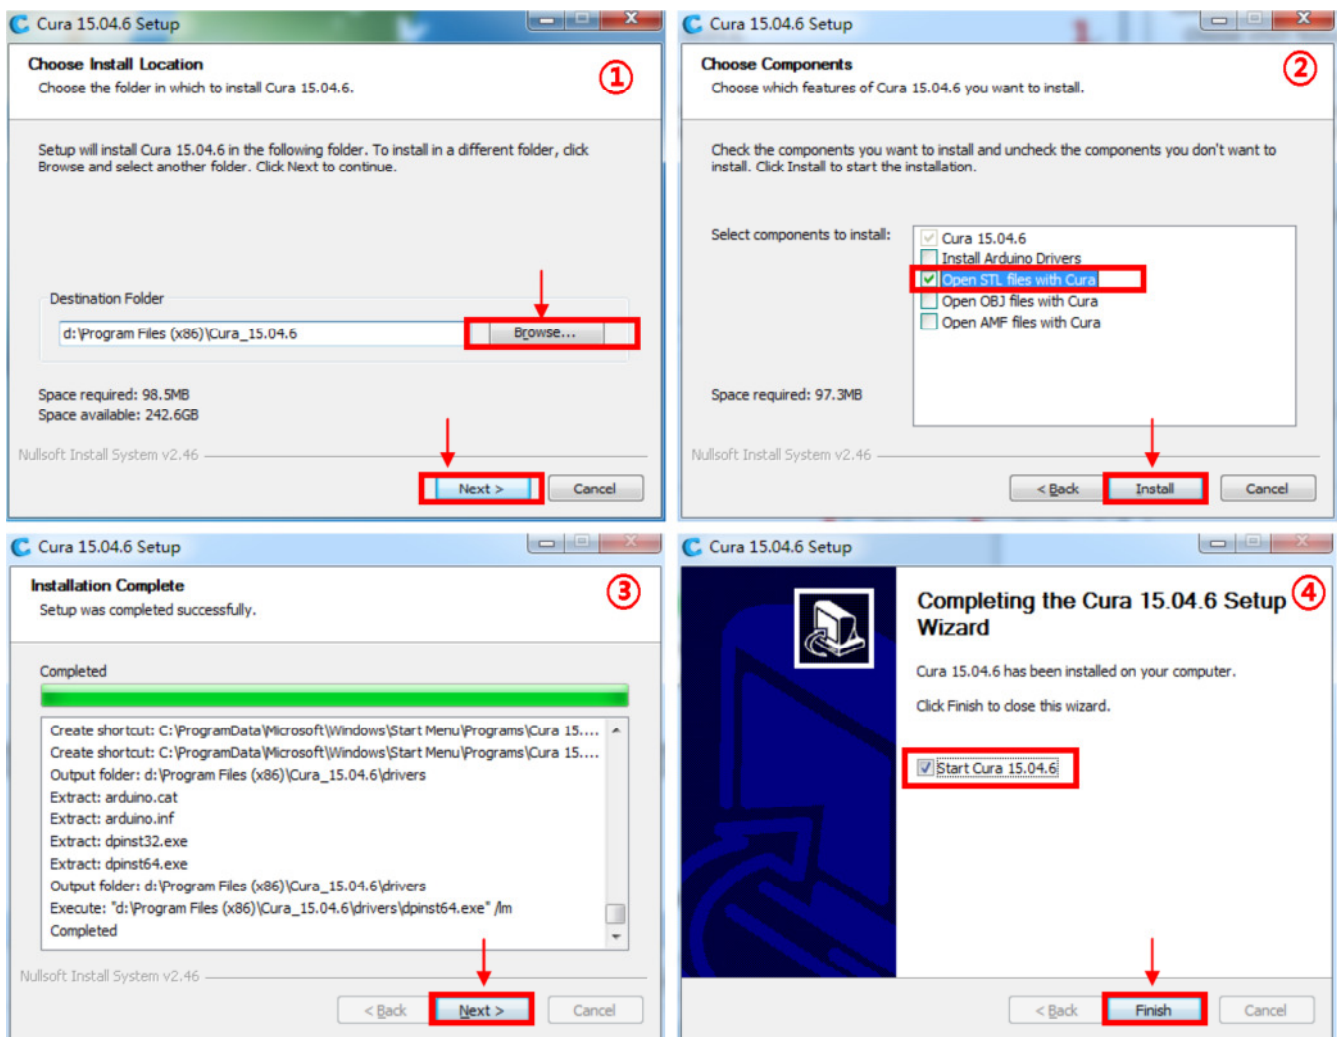 Cura 15.04.6 Setup
Choose Install Location
①
Choose the folder in which to install Cura 15.04.6.
Setup will install Cura 15.04.6 in the following folder. To install in a different folder, click
Browse and select another folder. Click Next to continue.
Destination Folder
d:\Program Files (x86)\Cura_15.04.6
Browse...
Space required: 98.5MB
Space available: 242.6GB
Nullsoft Install System v2.46
Next >
Cancel
Cura 15.04.6 Setup
1.
Choose Components
②
Choose which features of Cura 15.04.6 you want to install.
Check the components you want to install and uncheck the components you don't want to
install. Click Install to start the installation.
Select components to install:
Cura 15.04.6
Install Arduino Drivers
Open STL files with Cura
Open OBJ files with Cura
Open AMF files with Cura
Space required: 97.3MB
Nullsoft Install System v2.46
< Back
Install
Cancel
Cura 15.04.6 Setup
Installation Complete
③
Setup was completed successfully.
Completed
Create shortcut: C:\ProgramData\Microsoft\Windows\Start Menu\Programs\Cura 15....
Create shortcut: C:\ProgramData\Microsoft\Windows\Start Menu\Programs\Cura 15....
Output folder: d:\Program Files (x86)\Cura_15.04.6\drivers
Extract: arduino.cat
Extract: arduino.inf
Extract: dpinst32.exe
Extract: dpinst64.exe
Output folder: d:\Program Files (x86)\Cura_15.04.6\drivers
Execute: "d:\Program Files (x86)\Cura_15.04.6\drivers\dpinst64.exe" /lm
Completed
Nullsoft Install System v2.46
< Back
Next >
Cancel
Cura 15.04.6 Setup
Completing the Cura 15.04.6 Setup
④
Wizard
Cura 15.04.6 has been installed on your computer.
Click Finish to close this wizard.
Start Cura 15.04.6
< Back
Finish
Cancel